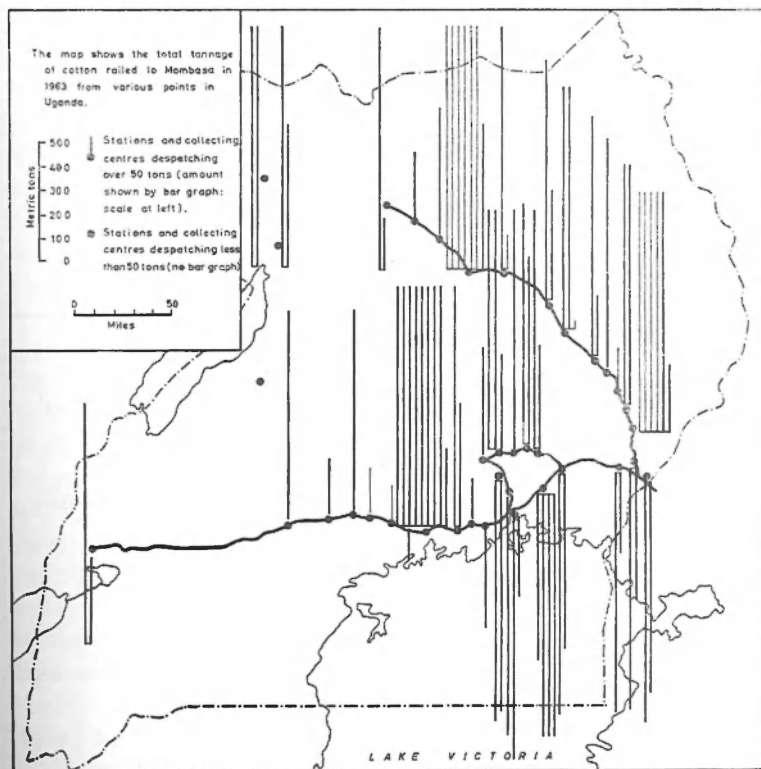 The map shows the total tonnage
of cotton railed to Mombasa in
1963 from various points in
Uganda.
500
400
300
200
100
0
Metric tons
Stations and collecting
centres despatching
over 50 tons (amount
shown by bar graph:
scale at left).
Stations and collecting
centres despatching less
than 50 tons (no bar graph)
0 50
Miles
LAKE VICTORIA